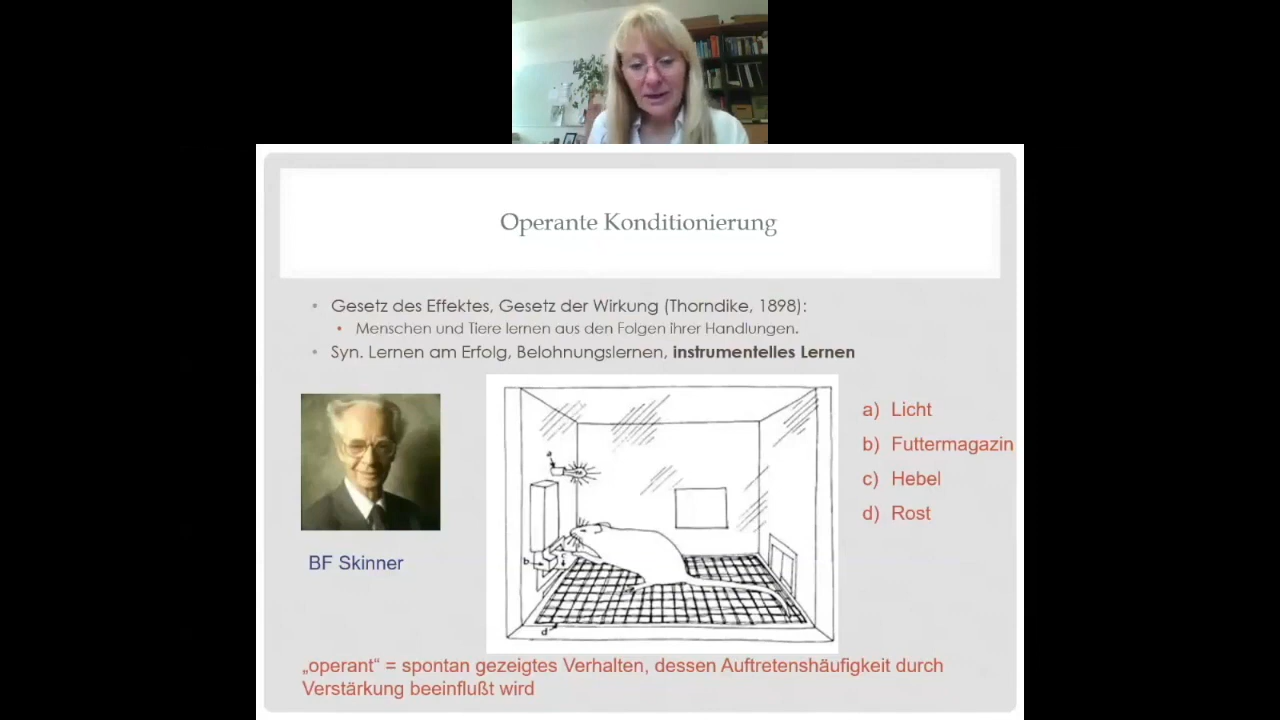 Operante Konditionierung
• Gesetz des Effektes, Gesetz der Wirkung (Thorndike, 1898):
• Menschen und Tiere lernen aus den Folgen ihrer Handlungen.
• Syn. Lernen am Erfolg, Belohnungslernen, instrumentelles Lernen
a) Licht
b) Futtermagazin
c) Hebel
d) Rost
a
b
c
d
BF Skinner
„operant“ = spontan gezeigtes Verhalten, dessen Auftretenshäufigkeit durch
Verstärkung beeinflußt wird